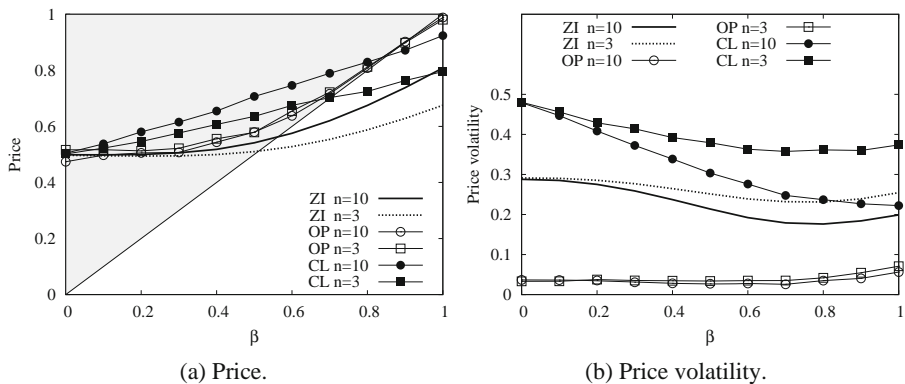 1
0.8
0.6
0.4
0.2
0
Price
0 0.2 0.4 0.6 0.8 1
β
ZI n=10
ZI n=3
OP n=10
OP n=3
CL n=10
CL n=3
(a) Price.
ZI n=10
ZI n=3
OP n=10
OP n=3
CL n=10
CL n=3
0.5
0.4
0.3
0.2
0.1
0
Price volatility
0 0.2 0.4 0.6 0.8 1
β
(b) Price volatility.